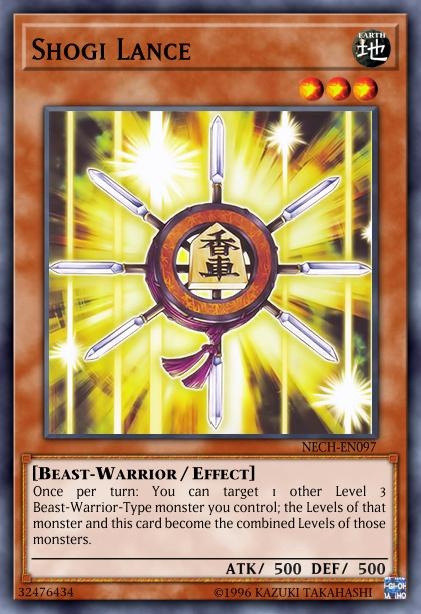 Shogi Lance
EARTH
地
香車
NECH-EN097
[Beast-Warrior / Effect]
Once per turn: You can target 1 other Level 3
Beast-Warrior-Type monster you control; the Levels of that
monster and this card become the combined Levels of those
monsters.
ATK/ 500 DEF/ 500
32476434
©1996 KAZUKI TAKAHASHI